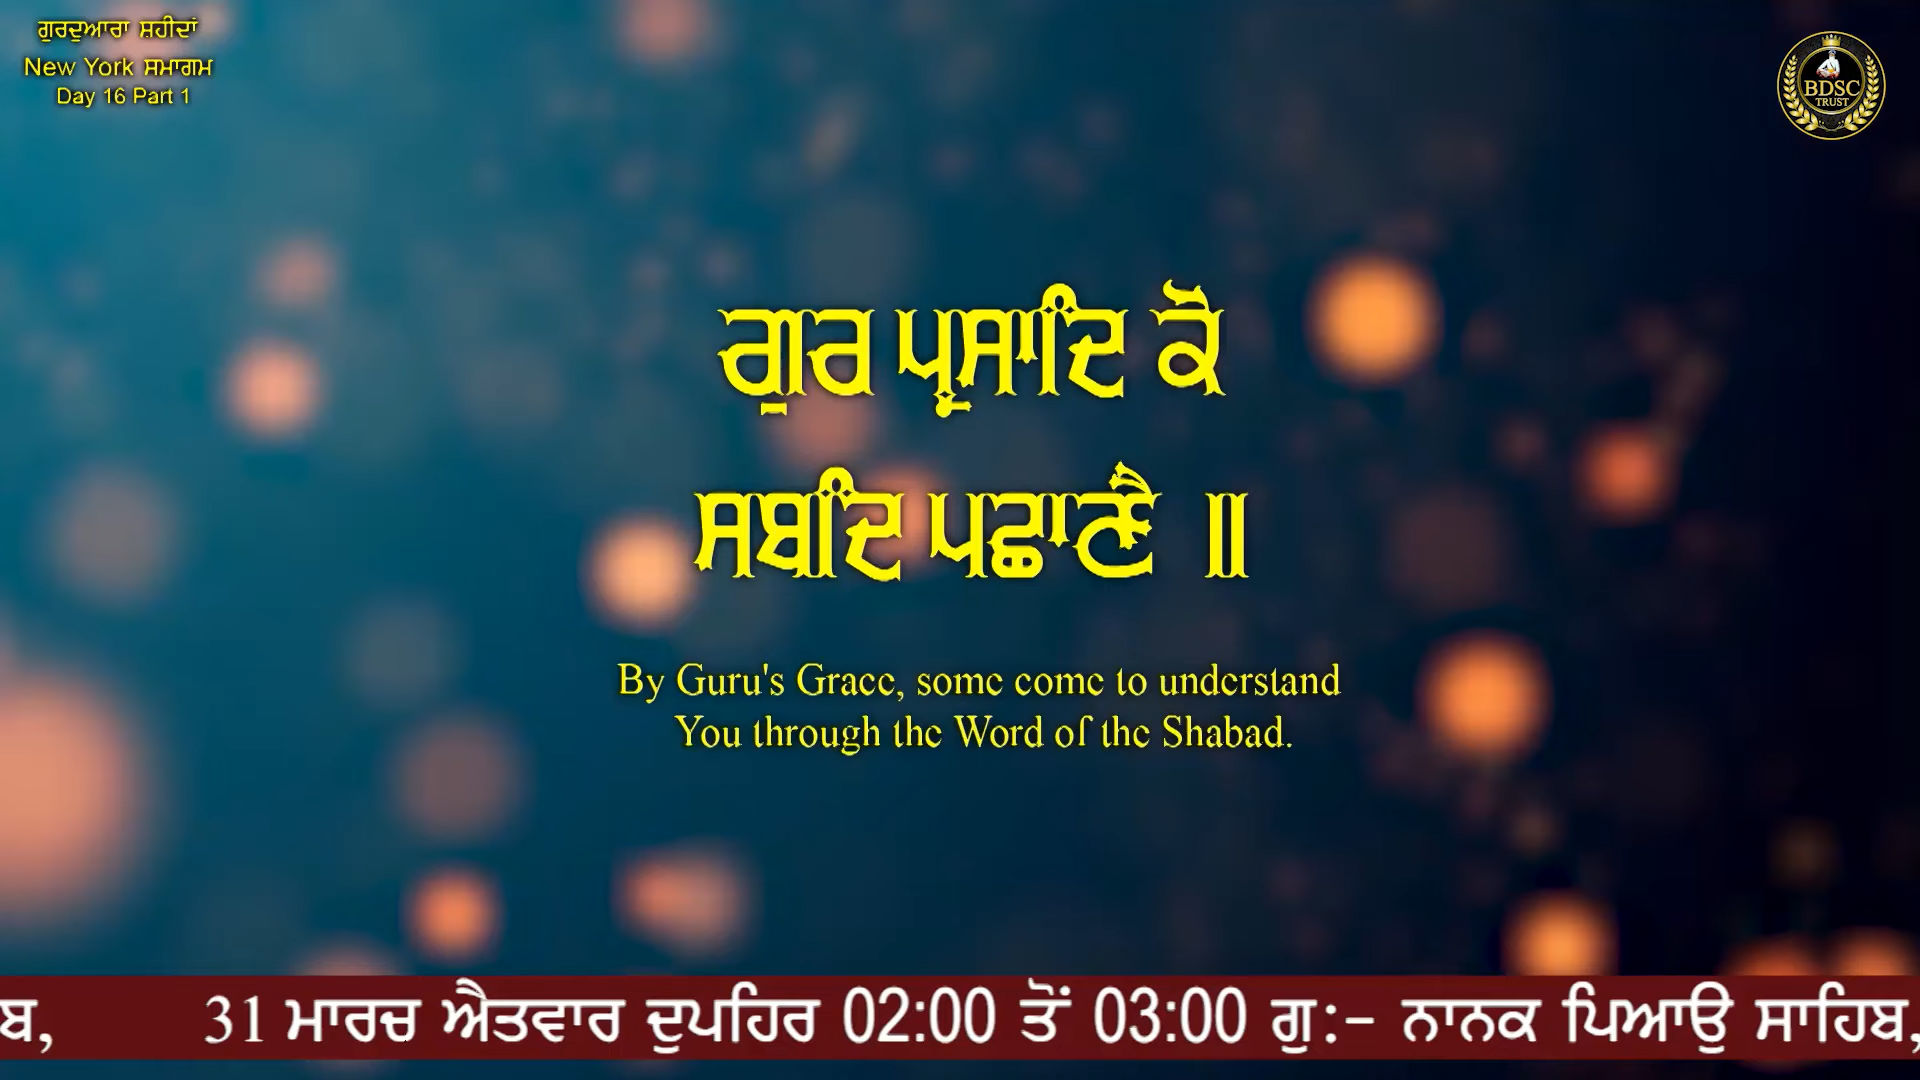 ਗੁਰਦੁਆਰਾ ਸ਼ਹੀਦਾਂ
New York ਸਮਾਗਮ
Day 16 Part 1
BDSC
TRUST
ਗੁਰ ਪ੍ਰਸਾਦਿ ਕੋ
ਸਬਦਿ ਪਛਾਣੈ ॥
By Guru's Grace, some come to understand
You through the Word of the Shabad.
ਬ, 31 ਮਾਰਚ ਐਤਵਾਰ ਦੁਪਹਿਰ 02:00 ਤੋਂ 03:00 ਗੁ:- ਨਾਨਕ ਪਿਆਉ ਸਾਹਿਬ,